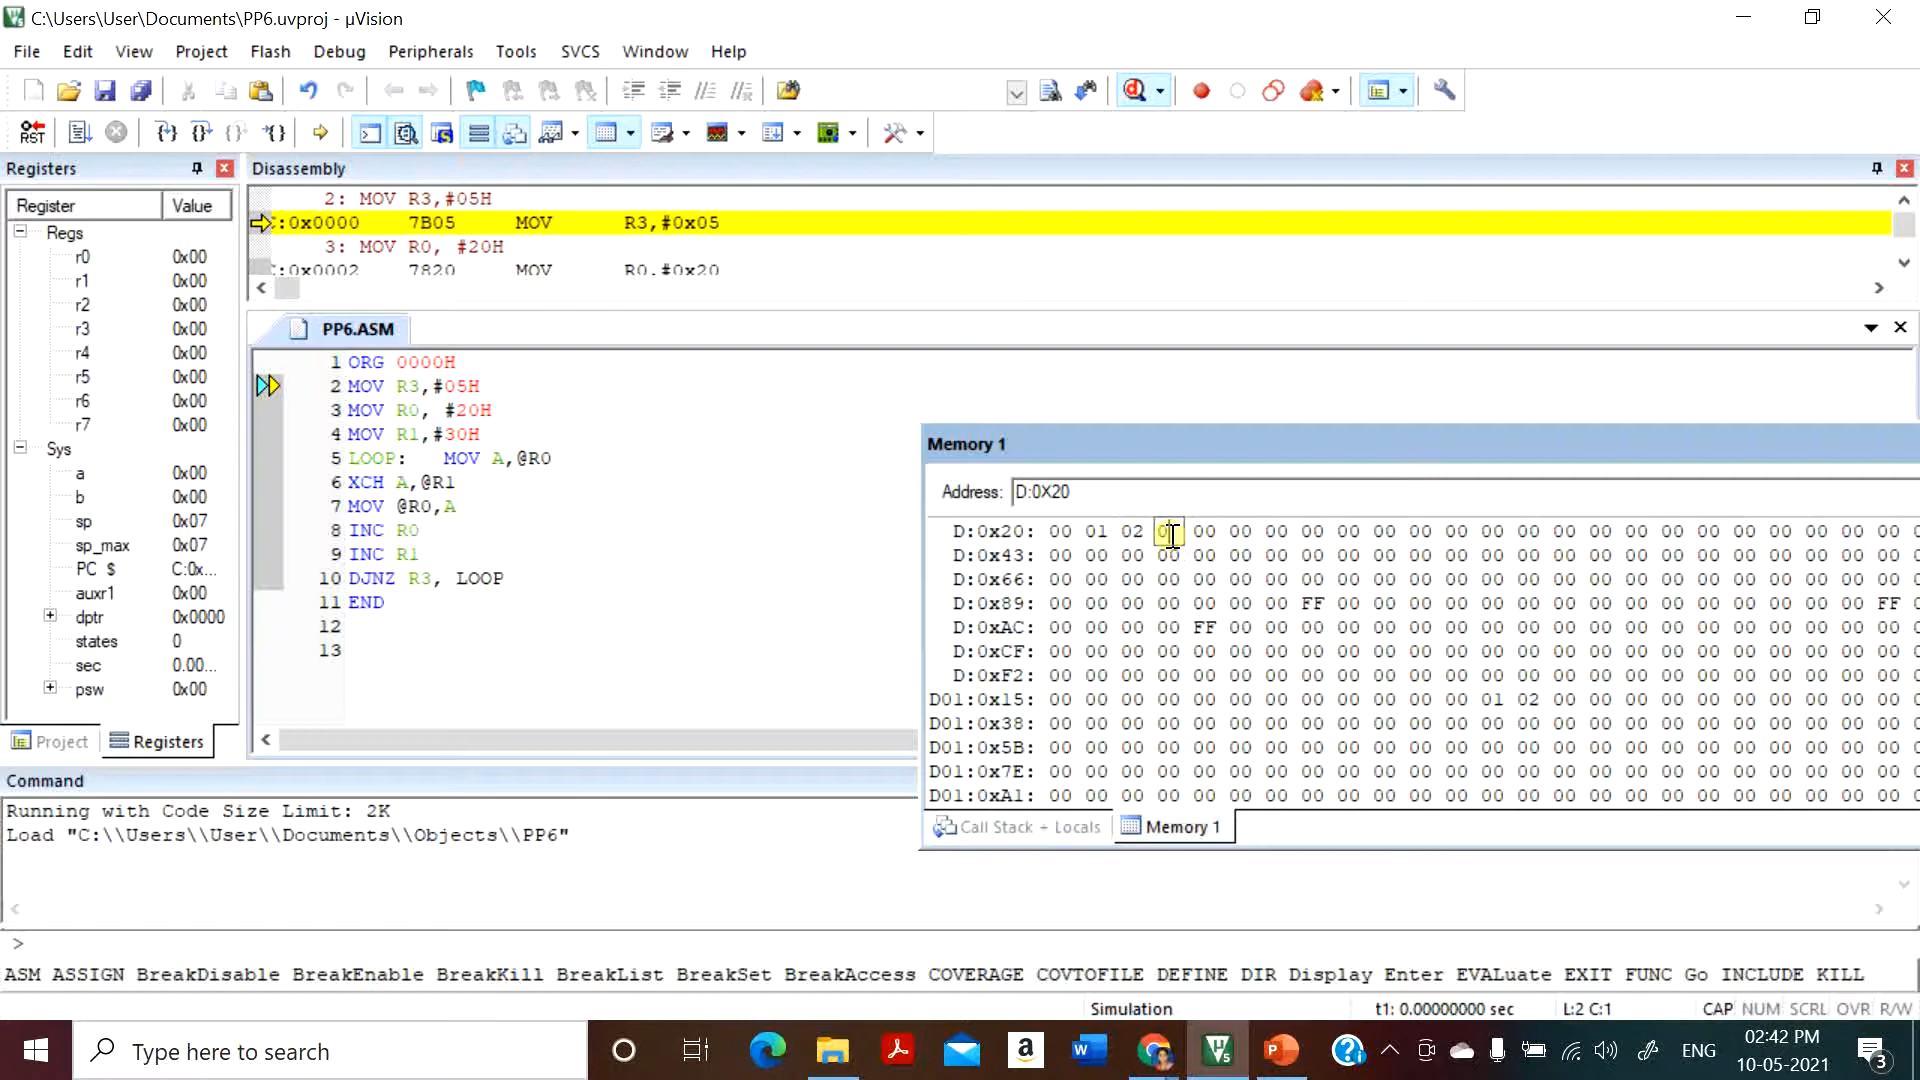 C:\Users\User\Documents\PP6.uvproj - µVision
File Edit View Project Flash Debug Peripherals Tools SVCS Window Help
RST
Registers
Register Value
Regs
r0 0x00
r1 0x00
r2 0x00
r3 0x00
r4 0x00
r5 0x00
r6 0x00
r7 0x00
Sys
a 0x00
b 0x00
sp 0x07
sp_max 0x07
PC $ C:0x...
auxr1 0x00
dptr 0x0000
states 0
sec 0.00...
psw 0x00
Project Registers
Disassembly
2: MOV R3,#05H
C:0x0000 7B05 MOV R3,#0x05
3: MOV R0, #20H
C:0x0002 7820 MOV R0,#0x20
PP6.ASM
1 ORG 0000H
2 MOV R3,#05H
3 MOV R0, #20H
4 MOV R1,#30H
5 LOOP: MOV A,@R0
6 XCH A,@R1
7 MOV @R0,A
8 INC R0
9 INC R1
10 DJNZ R3, LOOP
11 END
12
13
Memory 1
Address: D:0X20
D:0x20: 00 01 02 0 00 00 00 00 00 00 00 00 00 00 00 00 00 00 00 00 00 00 00
D:0x43: 00 00 00 00 00 00 00 00 00 00 00 00 00 00 00 00 00 00 00 00 00 00 00
D:0x66: 00 00 00 00 00 00 00 00 00 00 00 00 00 00 00 00 00 00 00 00 00 00 00
D:0x89: 00 00 00 00 00 00 00 FF 00 00 00 00 00 00 00 00 00 00 00 00 00 00 00 FF
D:0xAC: 00 00 00 00 FF 00 00 00 00 00 00 00 00 00 00 00 00 00 00 00 00 00 00 00
D:0xCF: 00 00 00 00 00 00 00 00 00 00 00 00 00 00 00 00 00 00 00 00 00 00 00 00
D:0xF2: 00 00 00 00 00 00 00 00 00 00 00 00 00 00 00 00 00 00 00 00 00 00 00 00
D01:0x15: 00 00 00 00 00 00 00 00 00 00 00 00 01 02 00 00 00 00 00 00 00 00 00 00
D01:0x38: 00 00 00 00 00 00 00 00 00 00 00 00 00 00 00 00 00 00 00 00 00 00 00 00
D01:0x5B: 00 00 00 00 00 00 00 00 00 00 00 00 00 00 00 00 00 00 00 00 00 00 00 00
D01:0x7E: 00 00 00 00 00 00 00 00 00 00 00 00 00 00 00 00 00 00 00 00 00 00 00 00
D01:0xA1: 00 00 00 00 00 00 00 00 00 00 00 00 00 00 00 00 00 00 00 00 00 00 00 00
Call Stack + Locals Memory 1
Command
Running with Code Size Limit: 2K
Load "C:\\Users\\User\\Documents\\Objects\\PP6"
>
ASM ASSIGN BreakDisable BreakEnable BreakKill BreakList BreakSet BreakAccess COVERAGE COVTOFILE DEFINE DIR Display Enter EVALuate EXIT FUNC Go INCLUDE KILL
Simulation t1: 0.00000000 sec L:2 C:1 CAP NUM SCRL OVR R/W
Type here to search
ENG
02:42 PM
10-05-2021
3